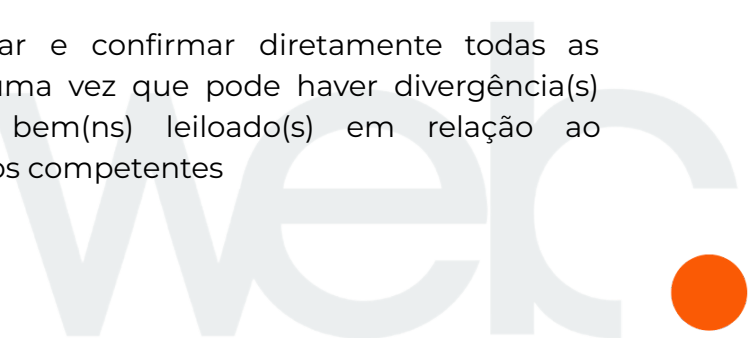 ar e confirmar diretamente todas as
uma vez que pode haver divergência(s)
bem(ns) leiloado(s) em relação ao
os competentes
web.